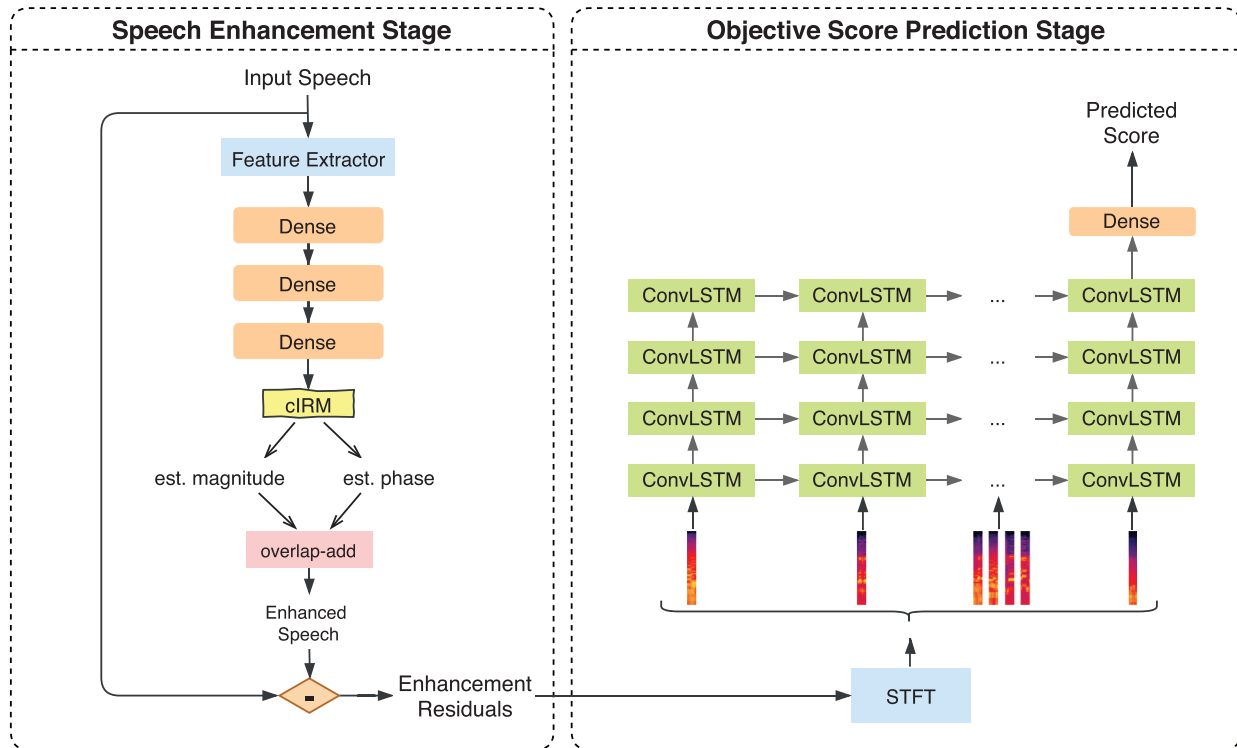 Speech Enhancement Stage
Input Speech
Feature Extractor
Dense
Dense
Dense
cIRM
est. magnitude
est. phase
overlap-add
Enhanced
Speech
-
Enhancement
Residuals
Objective Score Prediction Stage
Predicted
Score
Dense
ConvLSTM ConvLSTM ... ConvLSTM
ConvLSTM ConvLSTM ... ConvLSTM
ConvLSTM ConvLSTM ... ConvLSTM
ConvLSTM ConvLSTM ... ConvLSTM
STFT